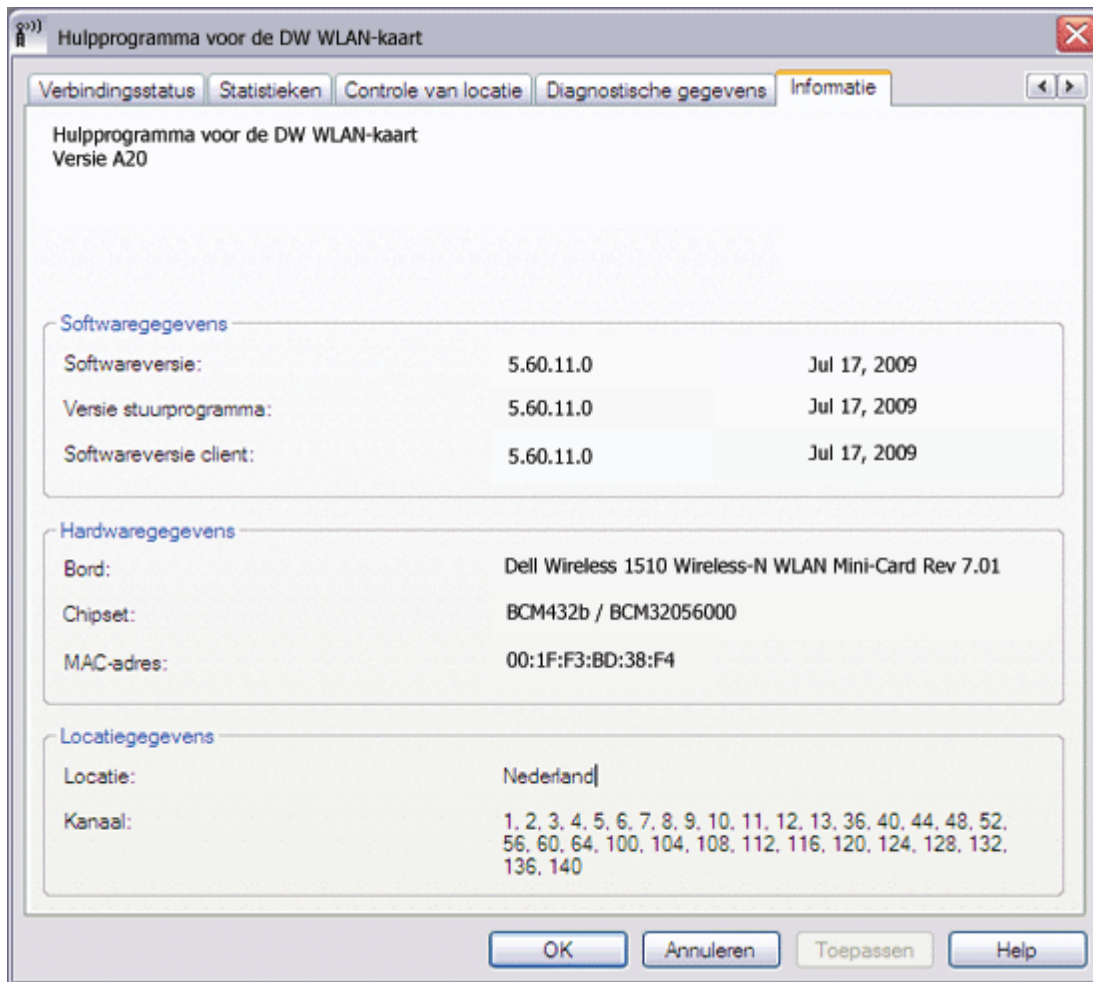 Hulpprogramma voor de DW WLAN-kaart
Verbindingsstatus Statistieken Controle van locatie Diagnostische gegevens Informatie
Hulpprogramma voor de DW WLAN-kaart
Versie A20
Softwaregegevens
Softwareversie: 5.60.11.0 Jul 17, 2009
Versie stuurprogramma: 5.60.11.0 Jul 17, 2009
Softwareversie client: 5.60.11.0 Jul 17, 2009
Hardwaregegevens
Bord: Dell Wireless 1510 Wireless-N WLAN Mini-Card Rev 7.01
Chipset: BCM432b / BCM32056000
MAC-adres: 00:1F:F3:BD:38:F4
Locatiegegevens
Locatie: Nederland
Kanaal: 1, 2, 3, 4, 5, 6, 7, 8, 9, 10, 11, 12, 13, 36, 40, 44, 48, 52,
56, 60, 64, 100, 104, 108, 112, 116, 120, 124, 128, 132,
136, 140
OK Annuleren Toepassen Help